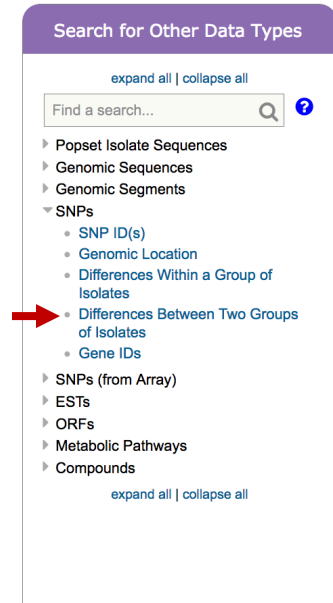 Search for Other Data Types
expand all | collapse all
Find a search...
?
Popset Isolate Sequences
Genomic Sequences
Genomic Segments
SNPs
SNP ID(s)
Genomic Location
Differences Within a Group of
Isolates
Differences Between Two Groups
of Isolates
Gene IDs
SNPs (from Array)
ESTs
ORFs
Metabolic Pathways
Compounds
expand all | collapse all